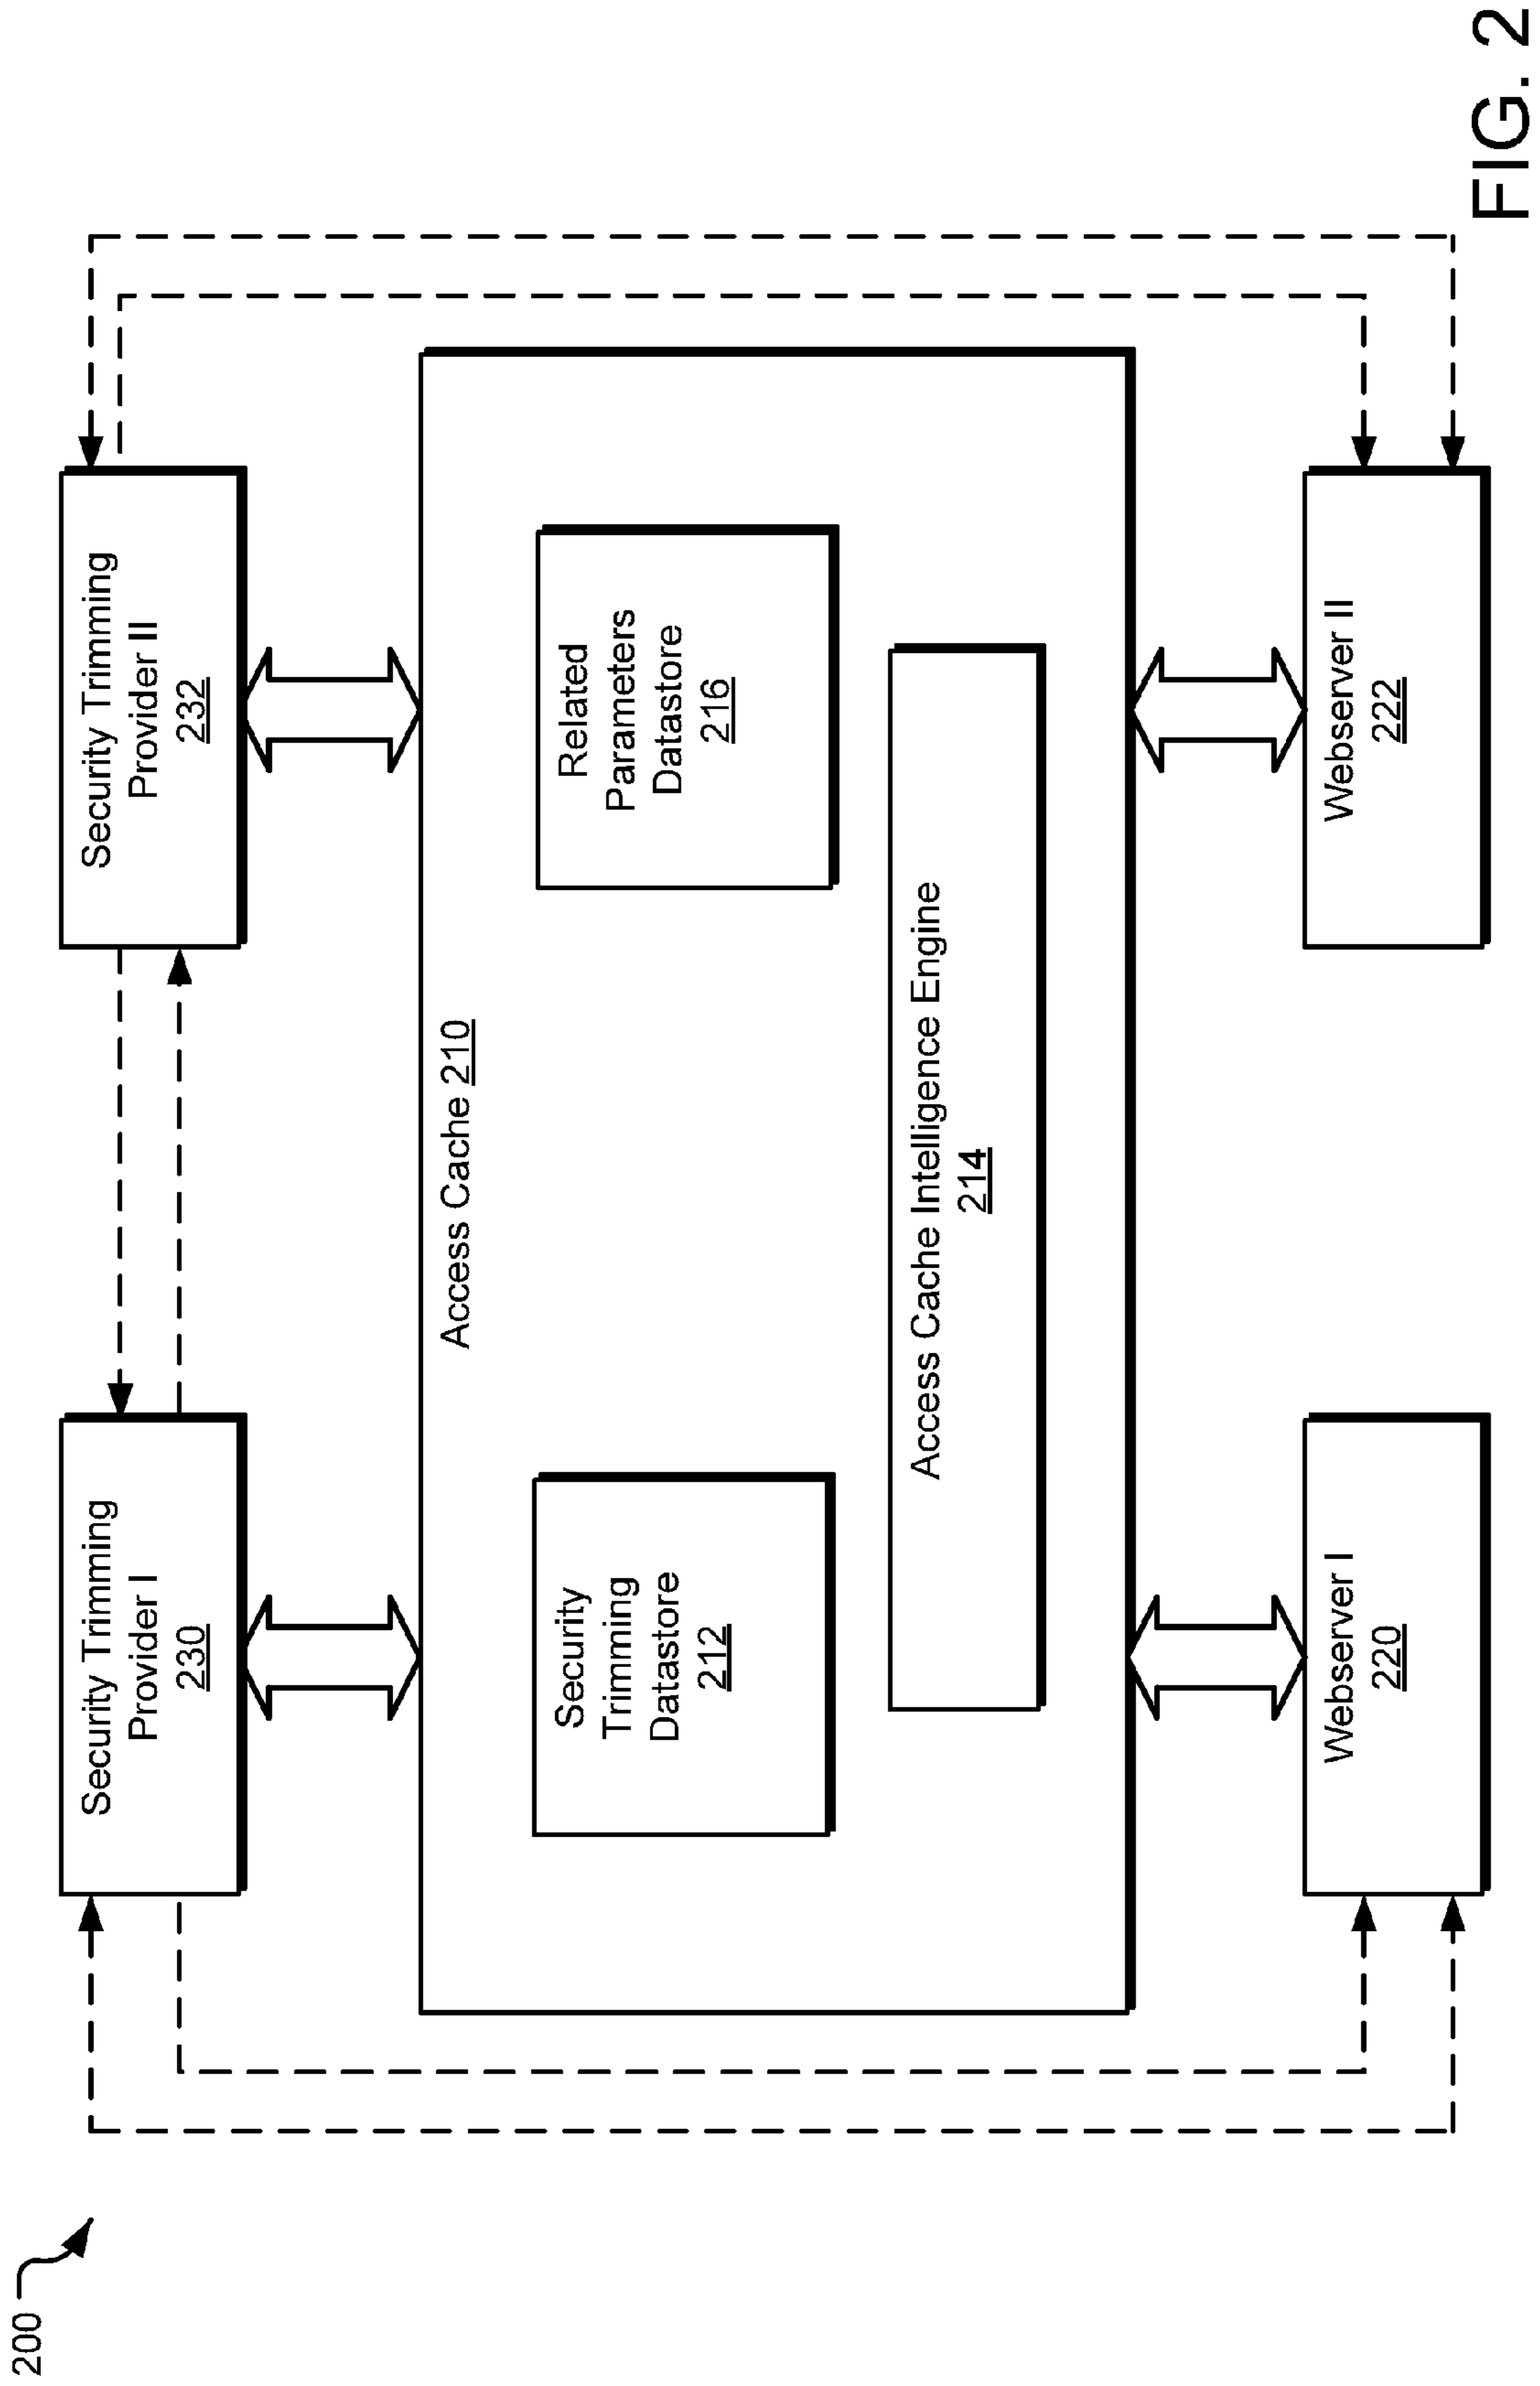 200
Security Trimming
Provider I
230
Security Trimming
Provider II
232
Access Cache 210
Security
Trimming
Datastore
212
Related
Parameters
Datastore
216
Access Cache Intelligence Engine
214
Webserver I
220
Webserver II
222
FIG. 2